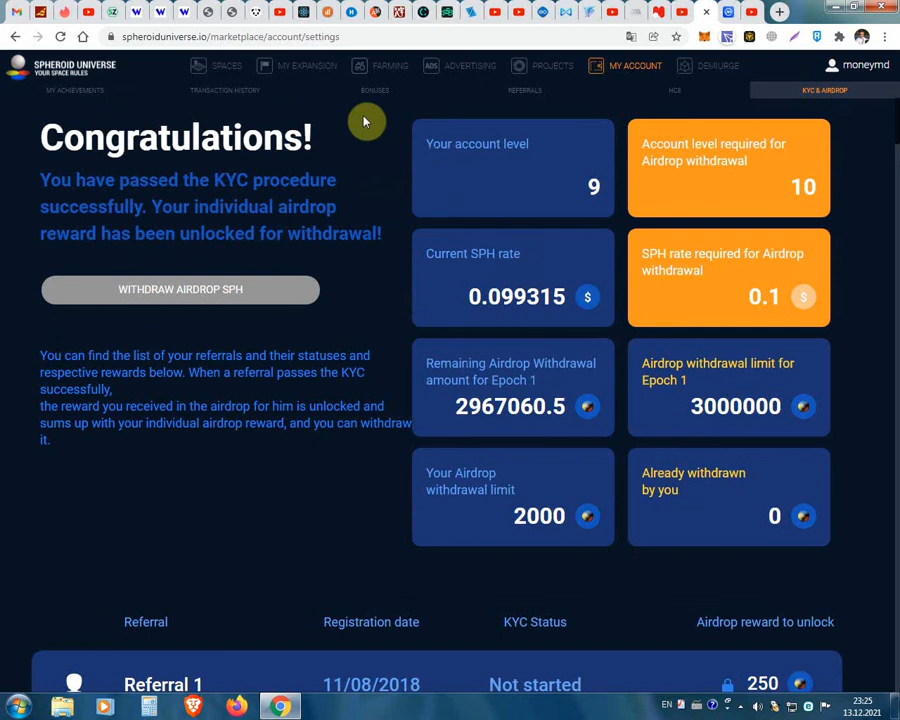 spheroiduniverse.io/marketplace/account/settings
SPHEROID UNIVERSE
YOUR SPACE RULES
SPACES
MY EXPANSION
FARMING
ADS
ADVERTISING
PROJECTS
MY ACCOUNT
DEMIURGE
moneymd
MY ACHIEVEMENTS
TRANSACTION HISTORY
BONUSES
REFERRALS
KYC & AIRDROP
Congratulations!
You have passed the KYC procedure
successfully. Your individual airdrop
reward has been unlocked for withdrawal!
WITHDRAW AIRDROP SPH
You can find the list of your referrals and their statuses and
respective rewards below. When a referral passes the KYC
successfully,
the reward you received in the airdrop for him is unlocked and
sums up with your individual airdrop reward, and you can withdraw
it.
Your account level
9
Account level required for
Airdrop withdrawal
10
Current SPH rate
0.099315 $
SPH rate required for Airdrop
withdrawal
0.1 $
Remaining Airdrop Withdrawal
amount for Epoch 1
2967060.5
Airdrop withdrawal limit for
Epoch 1
3000000
Your Airdrop
withdrawal limit
2000
Already withdrawn
by you
0
Referral
Registration date
KYC Status
Airdrop reward to unlock
Referral 1
11/08/2018
Not started
250
EN
23:25
13.12.2021